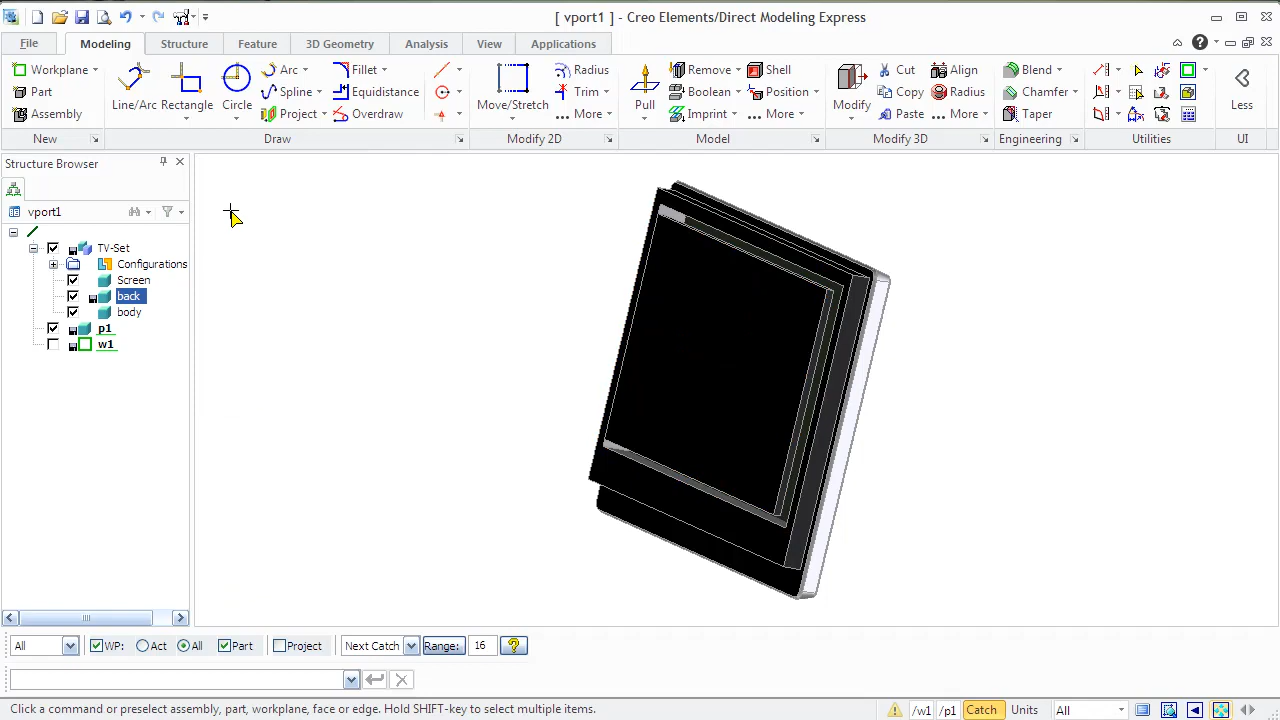 [ vport1 ] - Creo Elements/Direct Modeling Express
File Modeling Structure Feature 3D Geometry Analysis View Applications
Workplane Part Assembly New
Line/Arc Rectangle Circle Arc Spline Project Fillet Equidistance Overdraw Draw
Move/Stretch Radius Trim More Modify 2D
Pull Remove Boolean Imprint Shell Position More Model
Modify Cut Copy Paste Align Radius More Modify 3D
Blend Chamfer Taper Engineering
Utilities
Less UI
Structure Browser
vport1
TV-Set
Configurations
Screen
back
body
p1
w1
All WP: Act All Part Project Next Catch Range: 16
Click a command or preselect assembly, part, workplane, face or edge. Hold SHIFT-key to select multiple items. /w1 /p1 Catch Units All